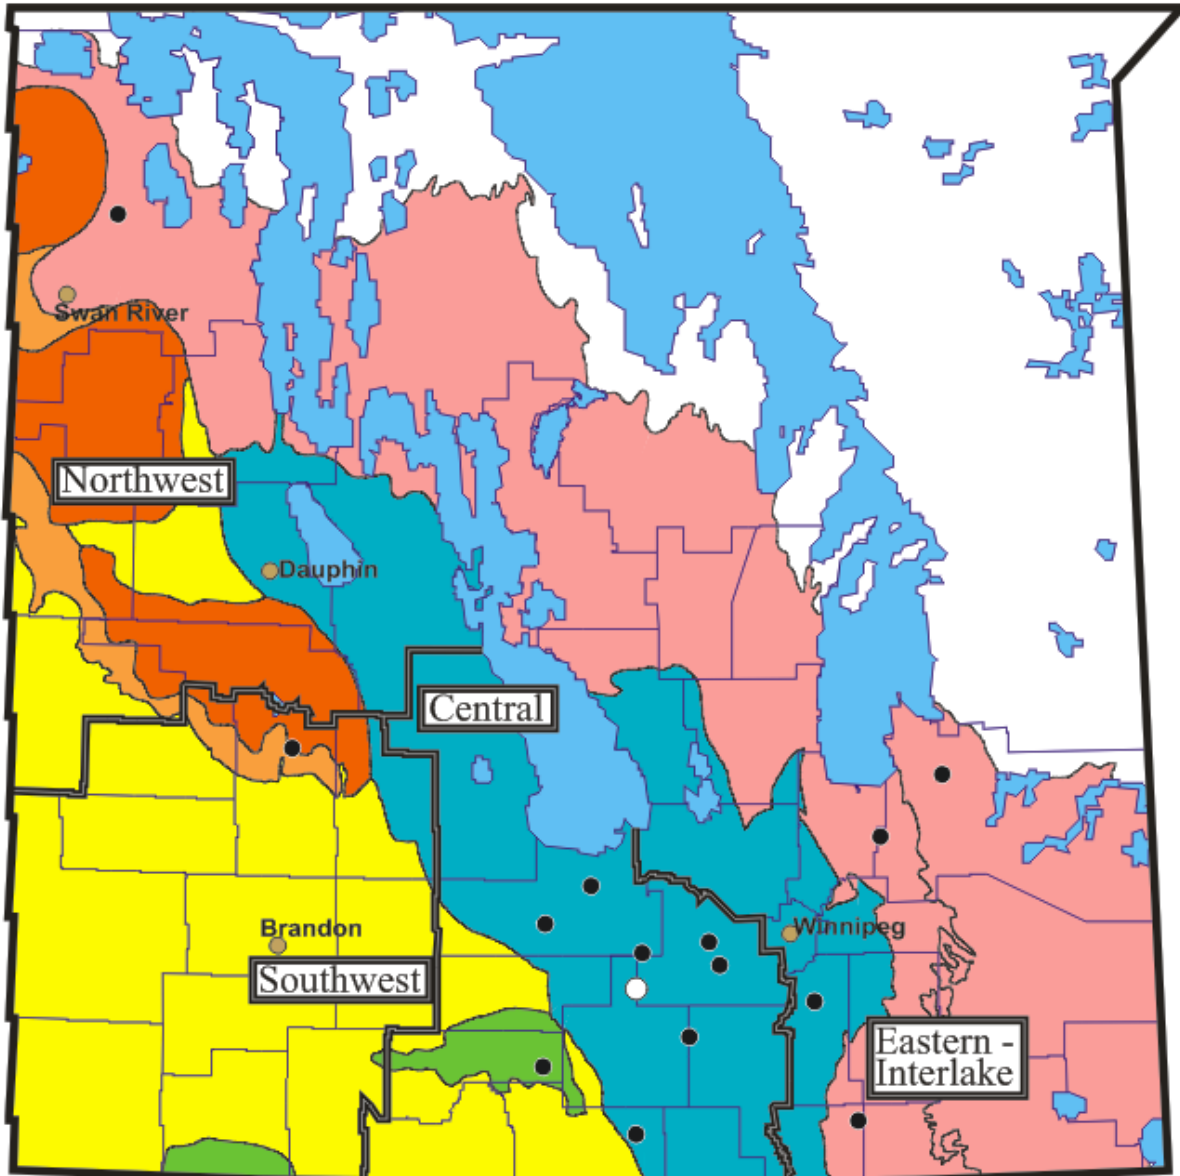 Swan River
Northwest
Dauphin
Central
Brandon
Winnipeg
Southwest
Eastern -
Interlake